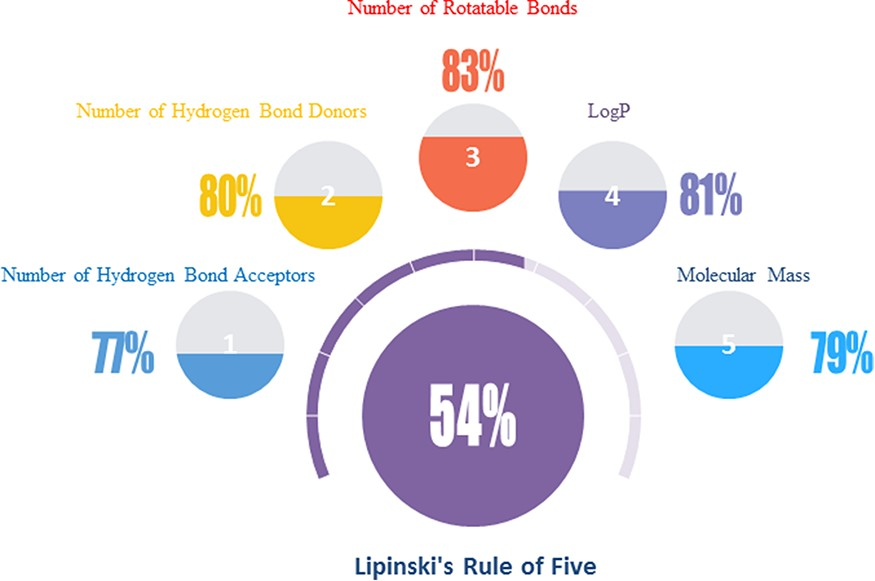 Number of Rotatable Bonds
83%
3
Number of Hydrogen Bond Donors
80%
2
LogP
4
81%
Number of Hydrogen Bond Acceptors
77%
1
Molecular Mass
5
79%
54%
Lipinski's Rule of Five